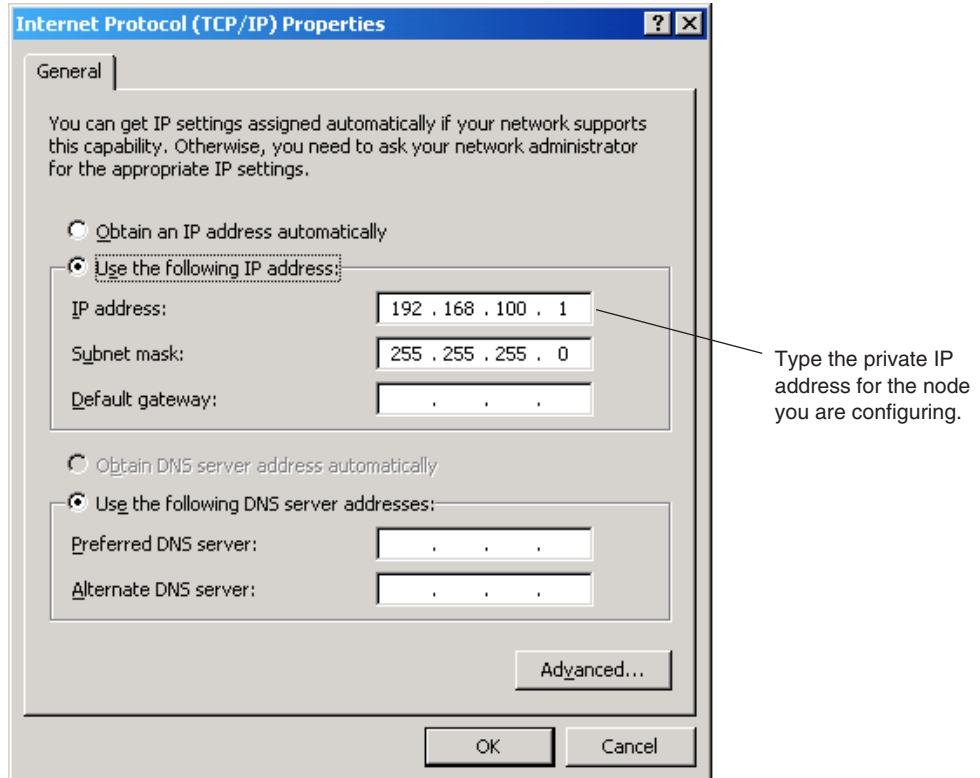 Internet Protocol (TCP/IP) Properties
General
You can get IP settings assigned automatically if your network supports
this capability. Otherwise, you need to ask your network administrator
for the appropriate IP settings.
Obtain an IP address automatically
Use the following IP address:
IP address: 192 . 168 . 100 . 1
Subnet mask: 255 . 255 . 255 . 0
Default gateway: . . .
Type the private IP
address for the node
you are configuring.
Obtain DNS server address automatically
Use the following DNS server addresses:
Preferred DNS server: . . .
Alternate DNS server: . . .
Advanced...
OK Cancel